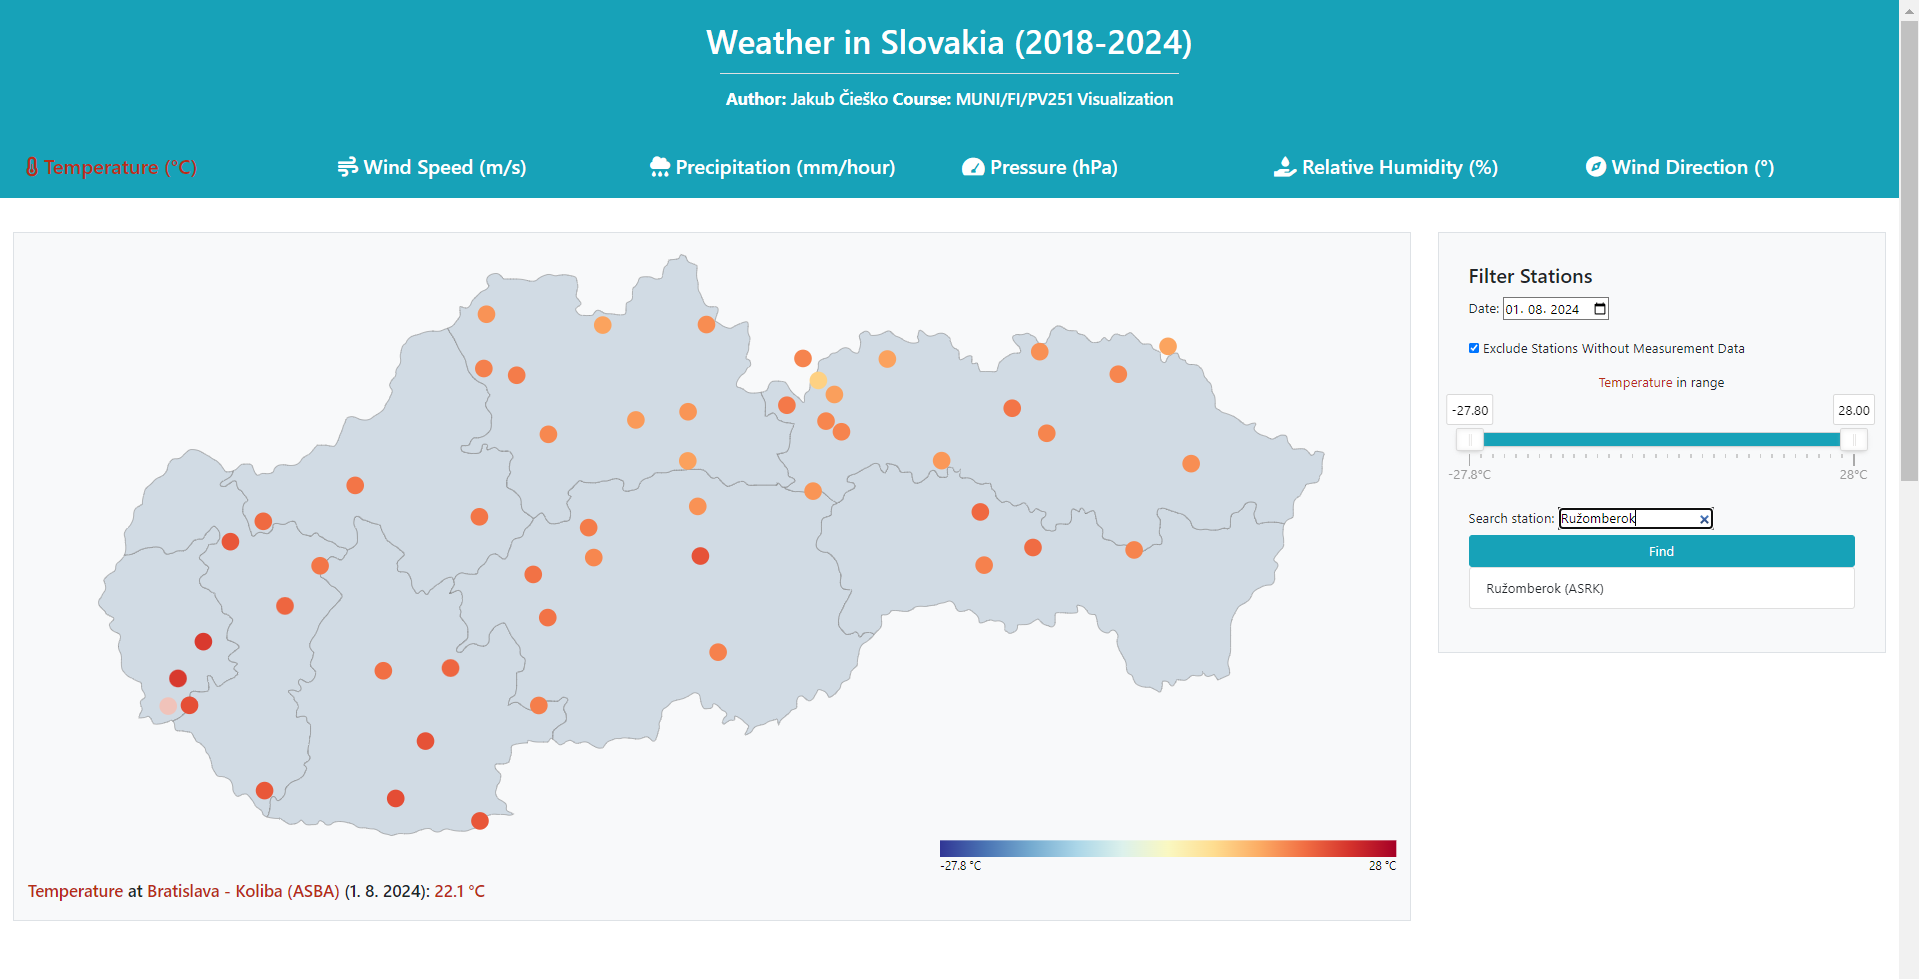 Weather in Slovakia (2018-2024)
Author: Jakub Čieško Course: MUNI/FI/PV251 Visualization
Temperature (°C)
Wind Speed (m/s)
Precipitation (mm/hour)
Pressure (hPa)
Relative Humidity (%)
Wind Direction (°)
Filter Stations
Date: 01. 08. 2024
Exclude Stations Without Measurement Data
Temperature in range
-27.80
28.00
-27.8°C
28°C
Search station: Ružomberok
Find
Ružomberok (ASRK)
-27.8 °C
28 °C
Temperature at Bratislava - Koliba (ASBA) (1. 8. 2024): 22.1 °C